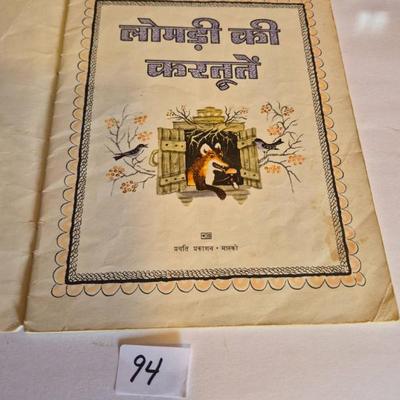 लोमड़ी की
करतूतें
प्रगति प्रकाशन • मास्को
94